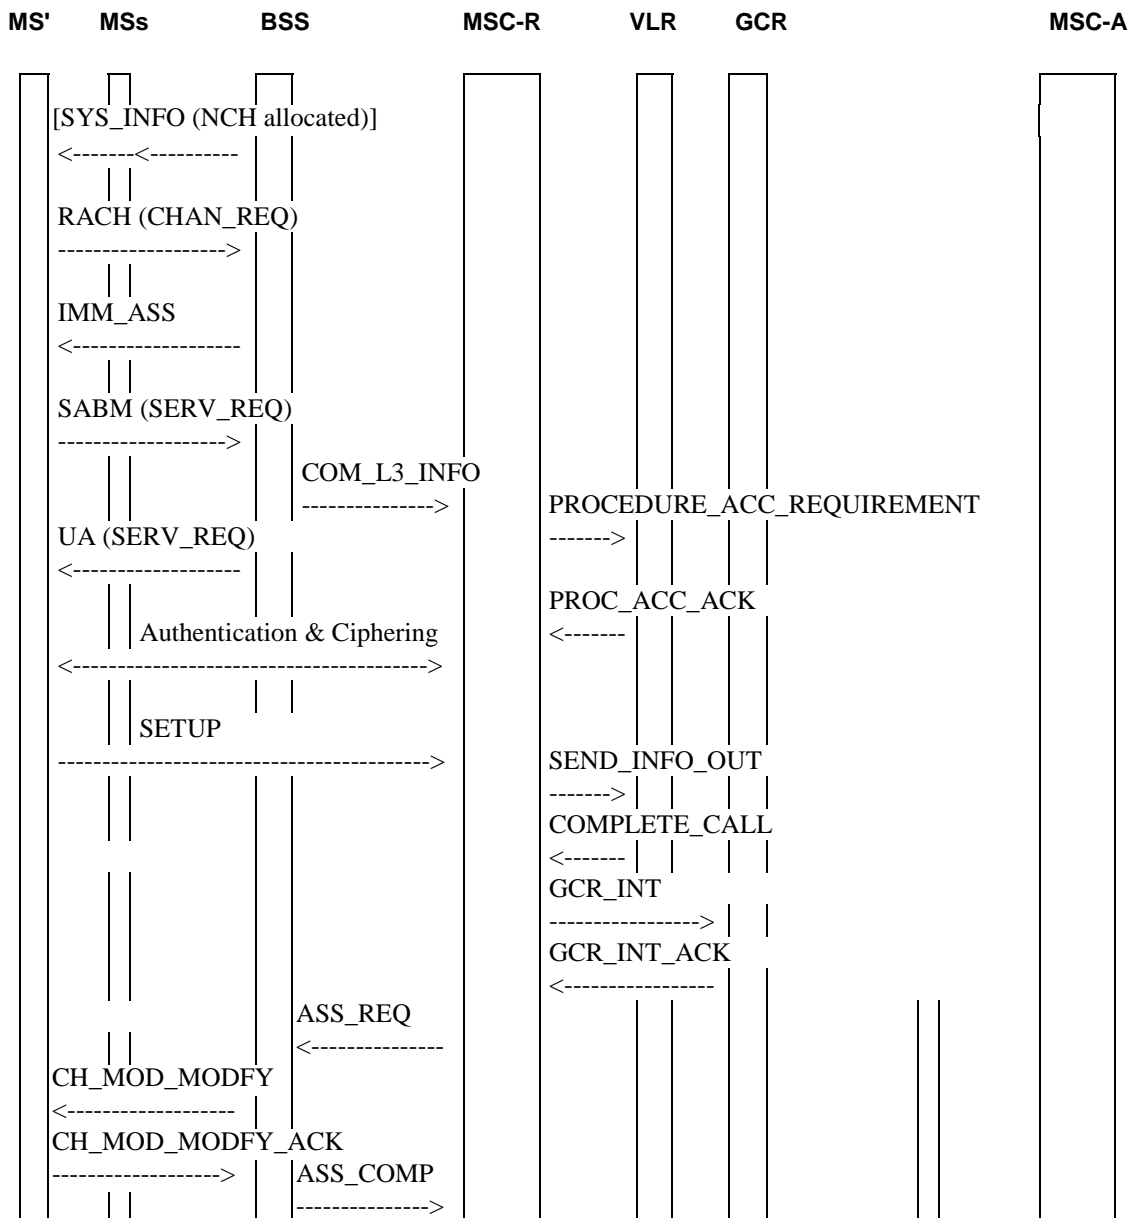 MS' MSs BSS MSC-R VLR GCR MSC-A
[SYS_INFO (NCH allocated)]
<-------<----------
RACH (CHAN_REQ)
------------------->
IMM_ASS
<-------------------
SABM (SERV_REQ)
------------------->
COM_L3_INFO
---------------> PROCEDURE_ACC_REQUIREMENT
UA (SERV_REQ) ------->
<-------------------
PROC_ACC_ACK
Authentication & Ciphering <-------
<---------------------------------------->
SETUP
------------------------------------------> SEND_INFO_OUT
------->
COMPLETE_CALL
<-------
GCR_INT
----------------->
GCR_INT_ACK
<-----------------
ASS_REQ
<---------------
CH_MOD_MODFY
<-------------------
CH_MOD_MODFY_ACK
-------------------> ASS_COMP
--------------->